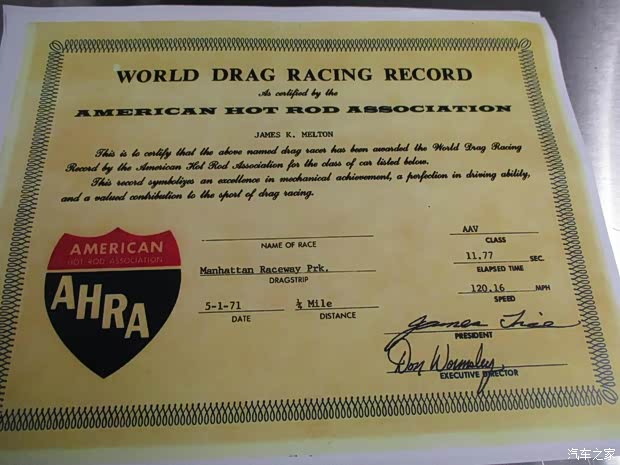 WORLD DRAG RACING RECORD
As certified by the
AMERICAN HOT ROD ASSOCIATION
JAMES K. MELTON
This is to certify that the above named drag racer has been awarded the World Drag Racing
Record by the American Hot Rod Association for the class of car listed below.
This record symbolizes an excellence in mechanical achievement, a perfection in driving ability,
and a valued contribution to the sport of drag racing.
AMERICAN
HOT ROD ASSOCIATION
AHRA
NAME OF RACE
AAV
CLASS
Manhattan Raceway Prk.
DRAGSTRIP
11.77 SEC.
ELAPSED TIME
5-1-71
DATE
¼ Mile
DISTANCE
120.16 MPH
SPEED
James Tice
PRESIDENT
Don Wormsley
EXECUTIVE DIRECTOR
汽车之家